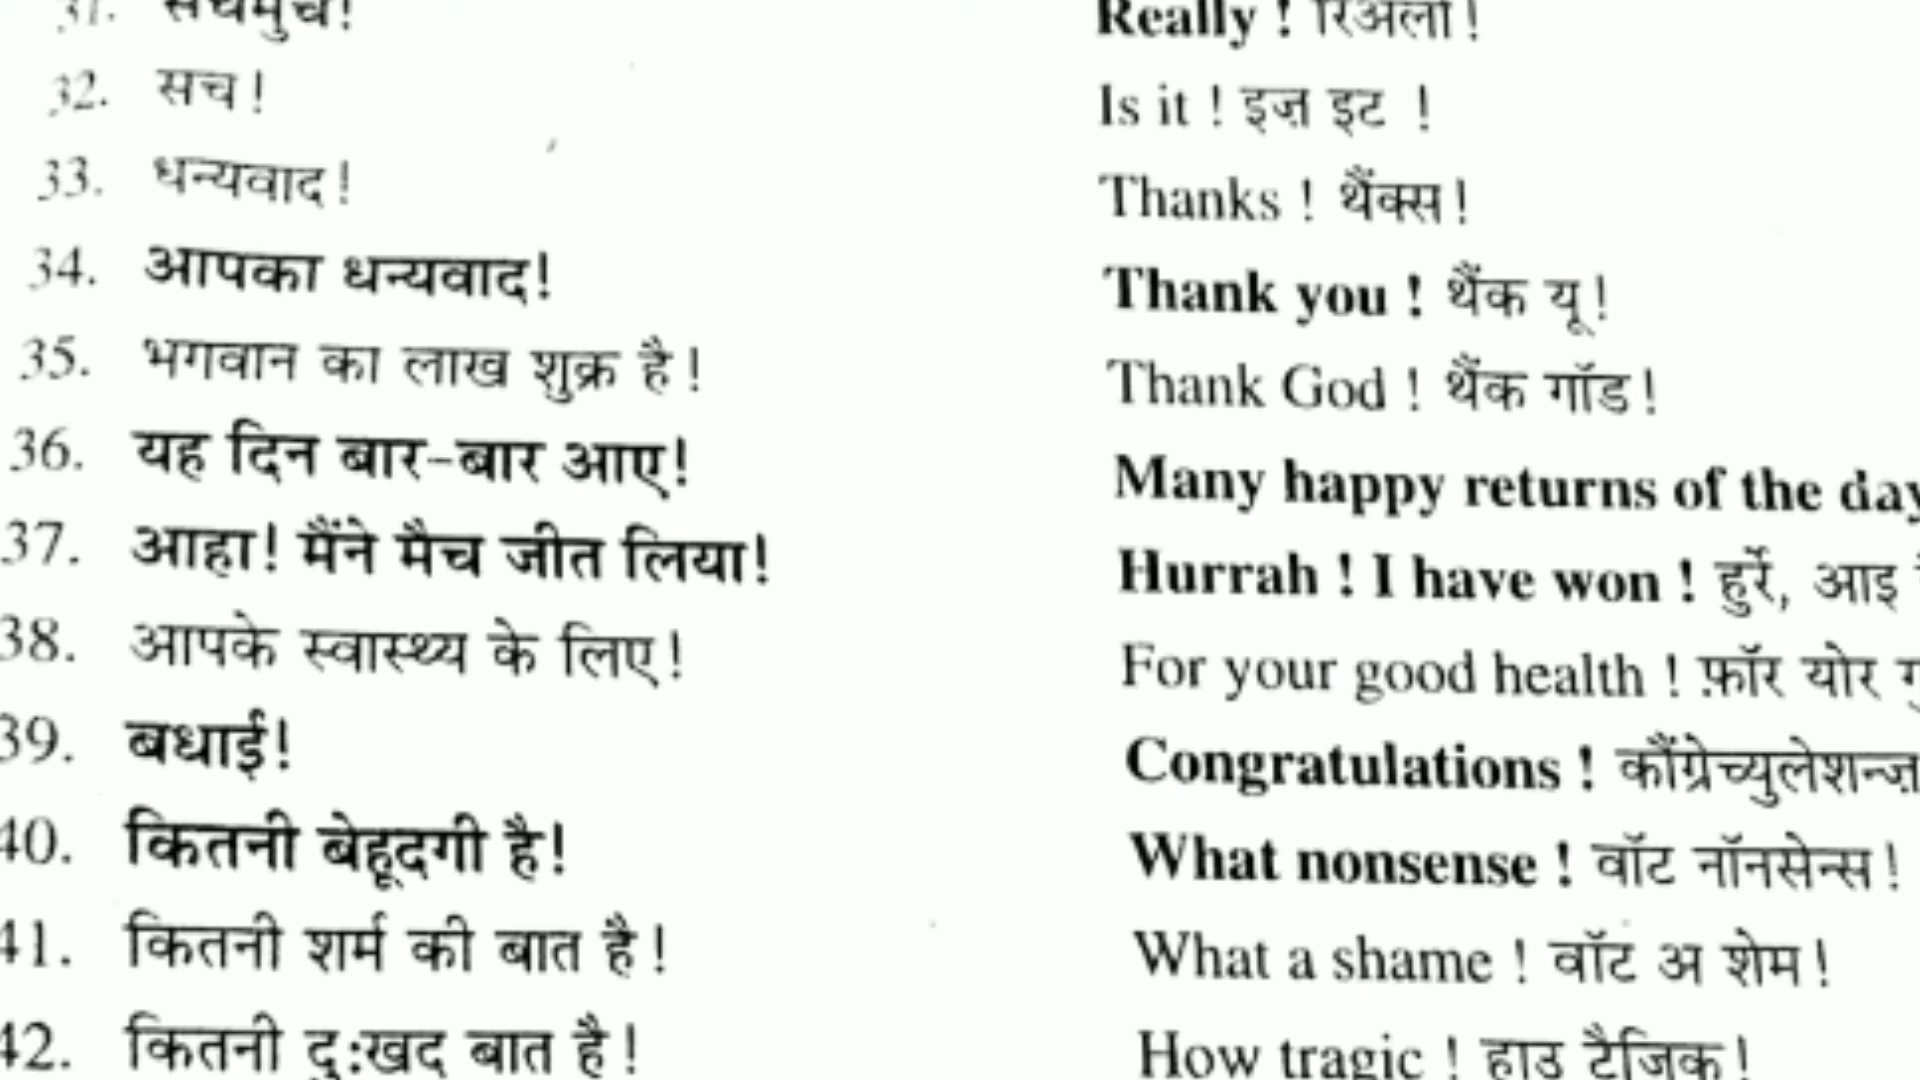 31. सचमुच! Really ! रिअली!
32. सच! Is it ! इज़ इट !
33. धन्यवाद! Thanks ! थैंक्स!
34. आपका धन्यवाद! Thank you ! थैंक यू!
35. भगवान का लाख शुक्र है! Thank God ! थैंक गॉड!
36. यह दिन बार-बार आए! Many happy returns of the day
37. आहा! मैंने मैच जीत लिया! Hurrah ! I have won ! हुर्रे, आइ
38. आपके स्वास्थ्य के लिए! For your good health ! फ़ॉर योर
39. बधाई! Congratulations ! कौंग्रेच्युलेशन्ज़
40. कितनी बेहूदगी है! What nonsense ! वॉट नॉनसेन्स!
41. कितनी शर्म की बात है! What a shame ! वॉट अ शेम!
42. कितनी दु:खद बात है! How tragic ! हाउ टैजिक!